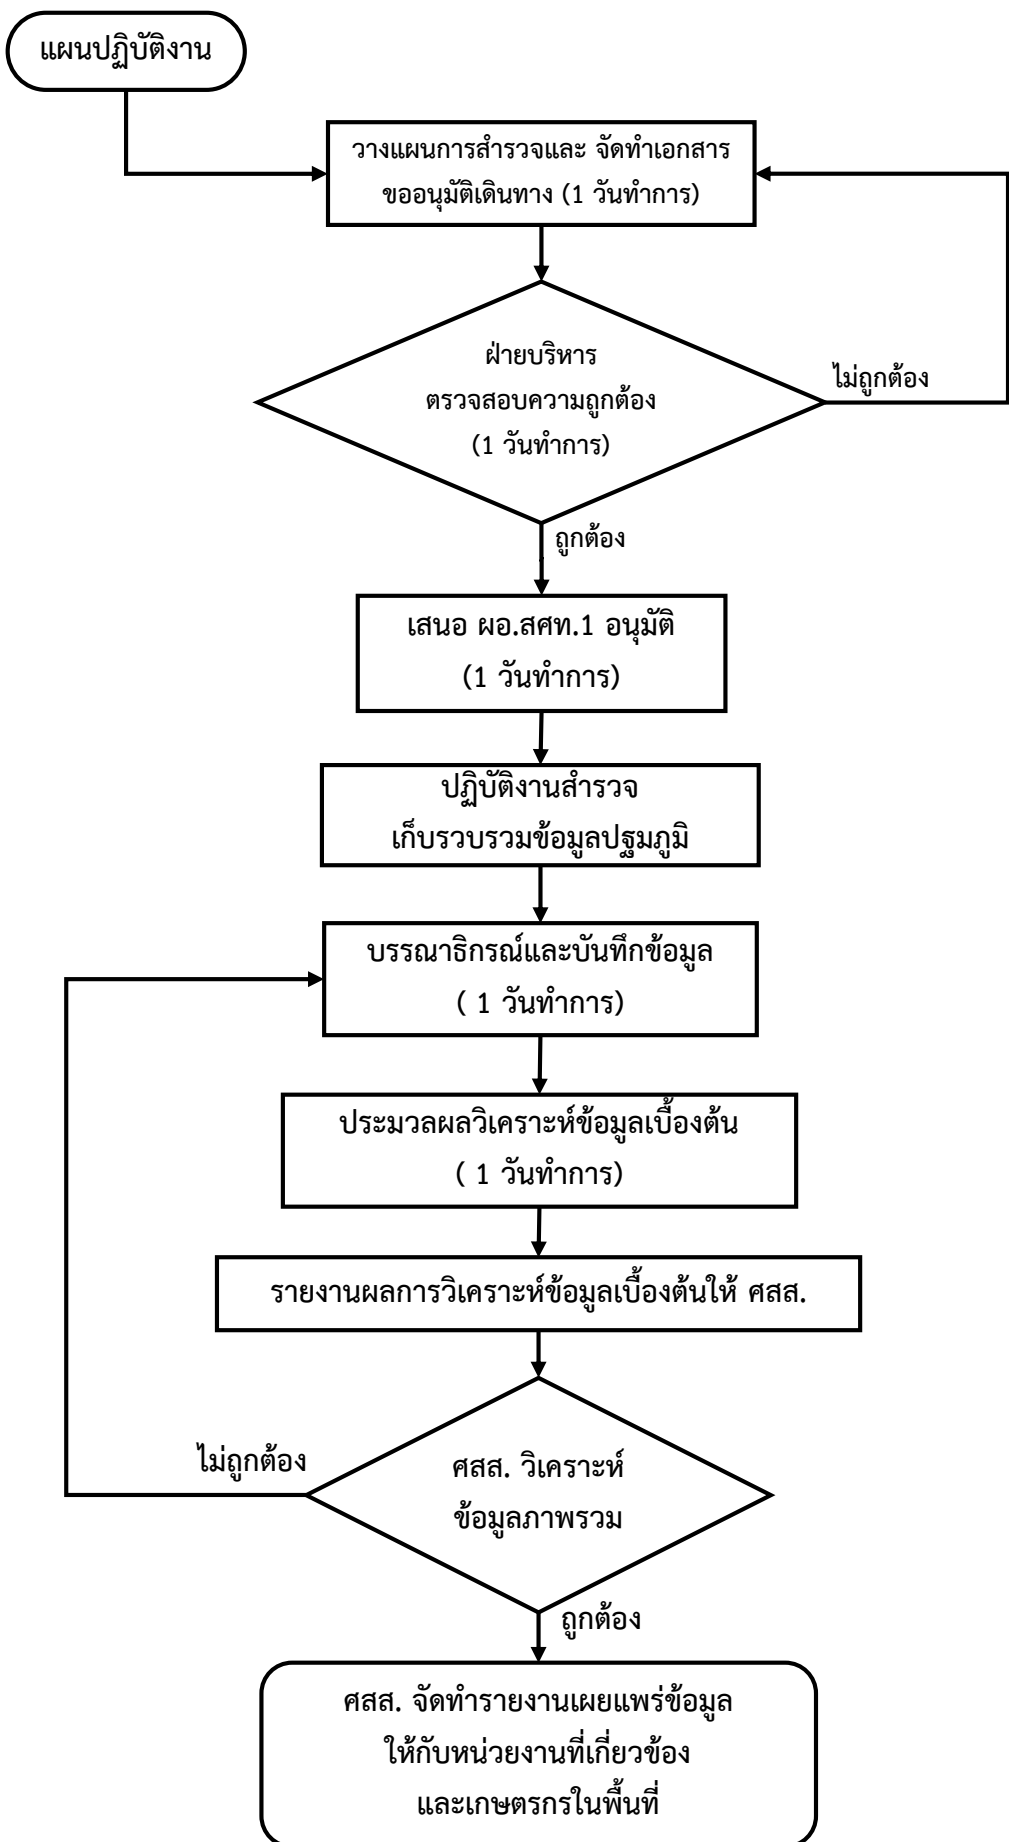 แผนปฏิบัติงาน
วางแผนการสำรวจและ จัดทำเอกสาร
ขออนุมัติเดินทาง (1 วันทำการ)
ฝ่ายบริหาร
ตรวจสอบความถูกต้อง
(1 วันทำการ)
ไม่ถูกต้อง
ถูกต้อง
เสนอ ผอ.สศท.1 อนุมัติ
(1 วันทำการ)
ปฏิบัติงานสำรวจ
เก็บรวบรวมข้อมูลปฐมภูมิ
บรรณาธิกรณ์และบันทึกข้อมูล
( 1 วันทำการ)
ประมวลผลวิเคราะห์ข้อมูลเบื้องต้น
( 1 วันทำการ)
รายงานผลการวิเคราะห์ข้อมูลเบื้องต้นให้ ศสส.
ไม่ถูกต้อง
ศสส. วิเคราะห์
ข้อมูลภาพรวม
ถูกต้อง
ศสส. จัดทำรายงานเผยแพร่ข้อมูล
ให้กับหน่วยงานที่เกี่ยวข้อง
และเกษตรกรในพื้นที่